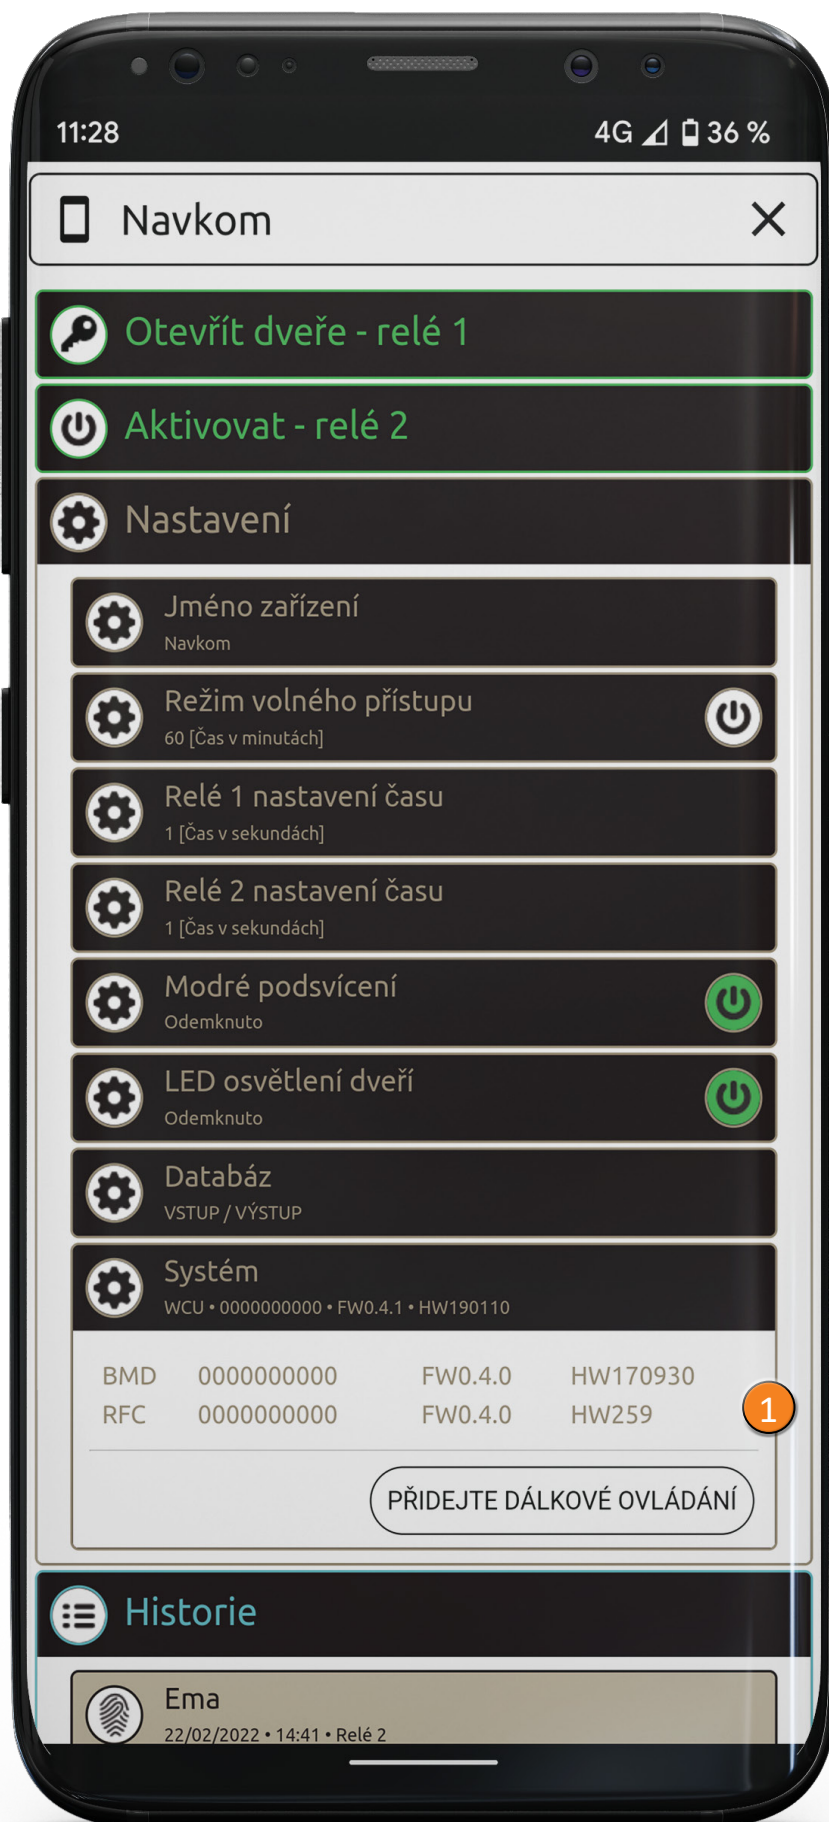 11:28
4G 36 %
Navkom
Otevřít dveře - relé 1
Aktivovat - relé 2
Nastavení
Jméno zařízení
Navkom
Režim volného přístupu
60 [Čas v minutách]
Relé 1 nastavení času
1 [Čas v sekundách]
Relé 2 nastavení času
1 [Čas v sekundách]
Modré podsvícení
Odemknuto
LED osvětlení dveří
Odemknuto
Databáz
VSTUP / VÝSTUP
Systém
WCU • 0000000000 • FW0.4.1 • HW190110
BMD 0000000000 FW0.4.0 HW170930
RFC 0000000000 FW0.4.0 HW259
1
PŘIDEJTE DÁLKOVÉ OVLÁDÁNÍ
Historie
Ema
22/02/2022 • 14:41 • Relé 2